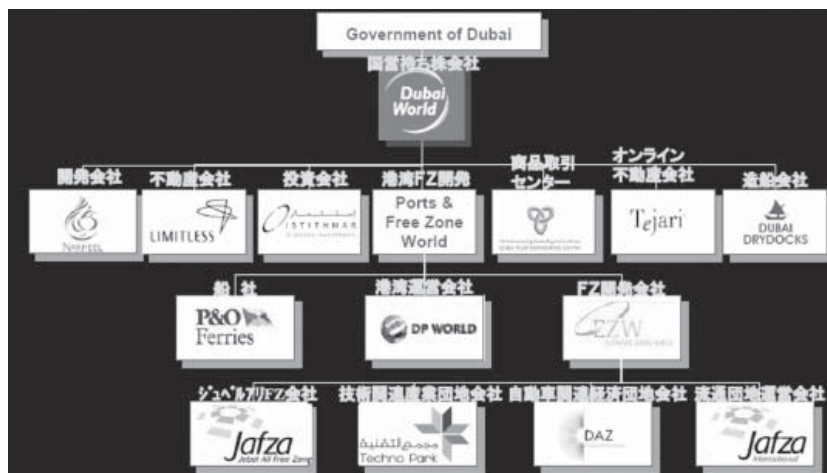 Government of Dubai
国営持ち株会社
Dubai
World
開発会社
不動産会社
投資会社
港湾FZ開発
商品取引
センター
オンライン
不動産会社
造船会社
LIMITLESS
ISTITHMAR
Ports &
Free Zone
World
Tejari
DUBAI
DRYDOCKS
船 社
港湾運営会社
FZ開発会社
P&O
Ferries
DP WORLD
EZW
ジュベルアリFZ会社
技術関連産業団地会社
自動車関連経済団地会社
流通団地運営会社
Jafza
Jebel Ali Free Zone
مجمع التقنية
Techno Park
DAZ
Jafza
International